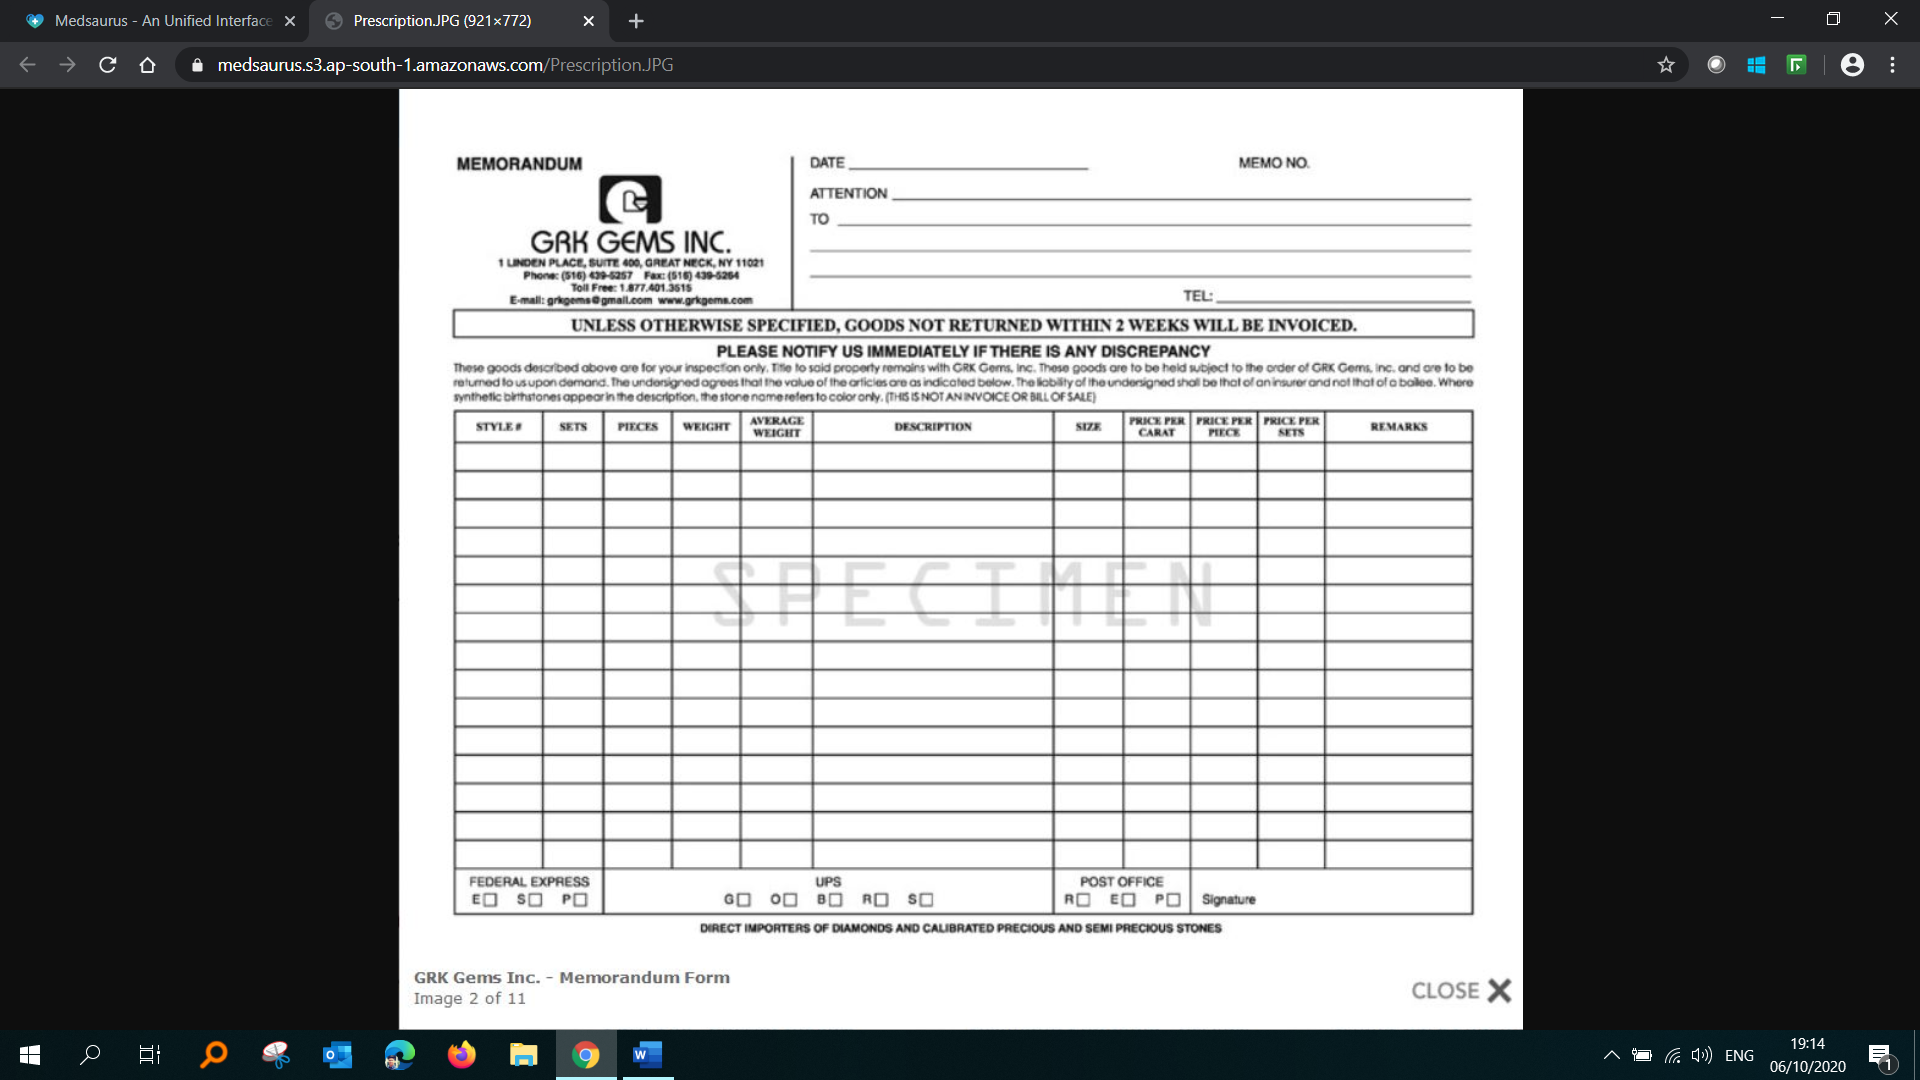 Medsaurus - An Unified Interface
Prescription.JPG (921×772)
medsaurus.s3.ap-south-1.amazonaws.com/Prescription.JPG
MEMORANDUM
GRK GEMS INC.
1 LINDEN PLACE, SUITE 400, GREAT NECK, NY 11021
Phone: (516) 439-5257 Fax: (516) 439-5264
Toll Free: 1.877.401.3515
E-mail: grkgems@gmail.com www.grkgems.com
DATE
MEMO NO.
ATTENTION
TO
TEL:
UNLESS OTHERWISE SPECIFIED, GOODS NOT RETURNED WITHIN 2 WEEKS WILL BE INVOICED.
PLEASE NOTIFY US IMMEDIATELY IF THERE IS ANY DISCREPANCY
These goods described above are for your inspection only. Title to said property remains with GRK Gems, Inc. These goods are to be held subject to the order of GRK Gems, Inc. and are to be
returned to us upon demand. The undersigned agrees that the value of the articles are as indicated below. The liability of the undersigned shall be that of an insurer and not that of a bailee. Where
synthetic birthstones appear in the description, the stone name refers to color only. (THIS IS NOT AN INVOICE OR BILL OF SALE)
STYLE # SETS PIECES WEIGHT AVERAGE WEIGHT DESCRIPTION SIZE PRICE PER CARAT PRICE PER PIECE PRICE PER SETS REMARKS
SPECIMEN
FEDERAL EXPRESS UPS POST OFFICE
E S P G O B R S R E P Signature
DIRECT IMPORTERS OF DIAMONDS AND CALIBRATED PRECIOUS AND SEMI PRECIOUS STONES
GRK Gems Inc. - Memorandum Form
Image 2 of 11
CLOSE
ENG
19:14
06/10/2020
1